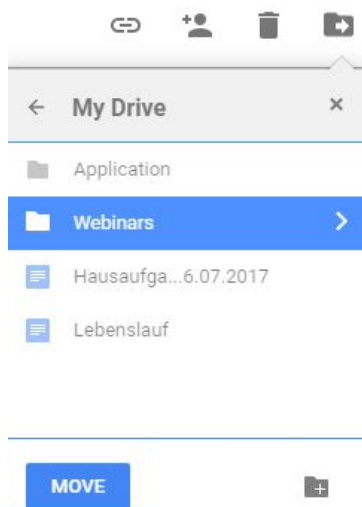 My Drive
Application
Webinars
Hausaufga...6.07.2017
Lebenslauf
MOVE